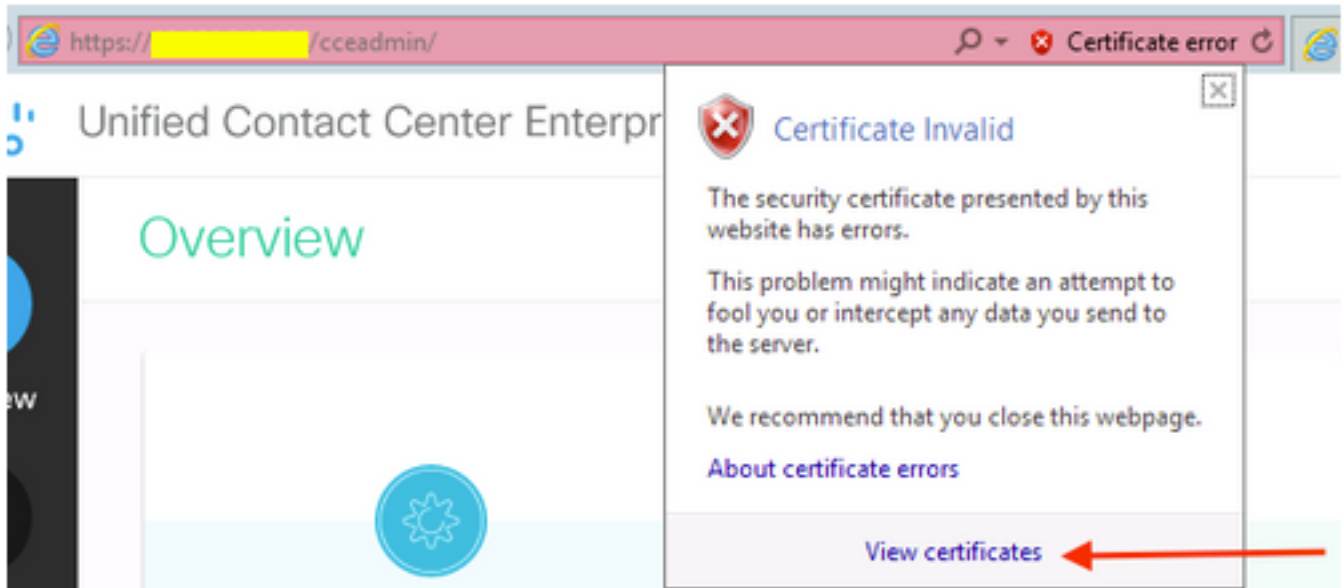 https:// /cceadmin/
Certificate error
Unified Contact Center Enterpr
Certificate Invalid
The security certificate presented by this
website has errors.
This problem might indicate an attempt to
fool you or intercept any data you send to
the server.
We recommend that you close this webpage.
About certificate errors
View certificates
Overview
ew